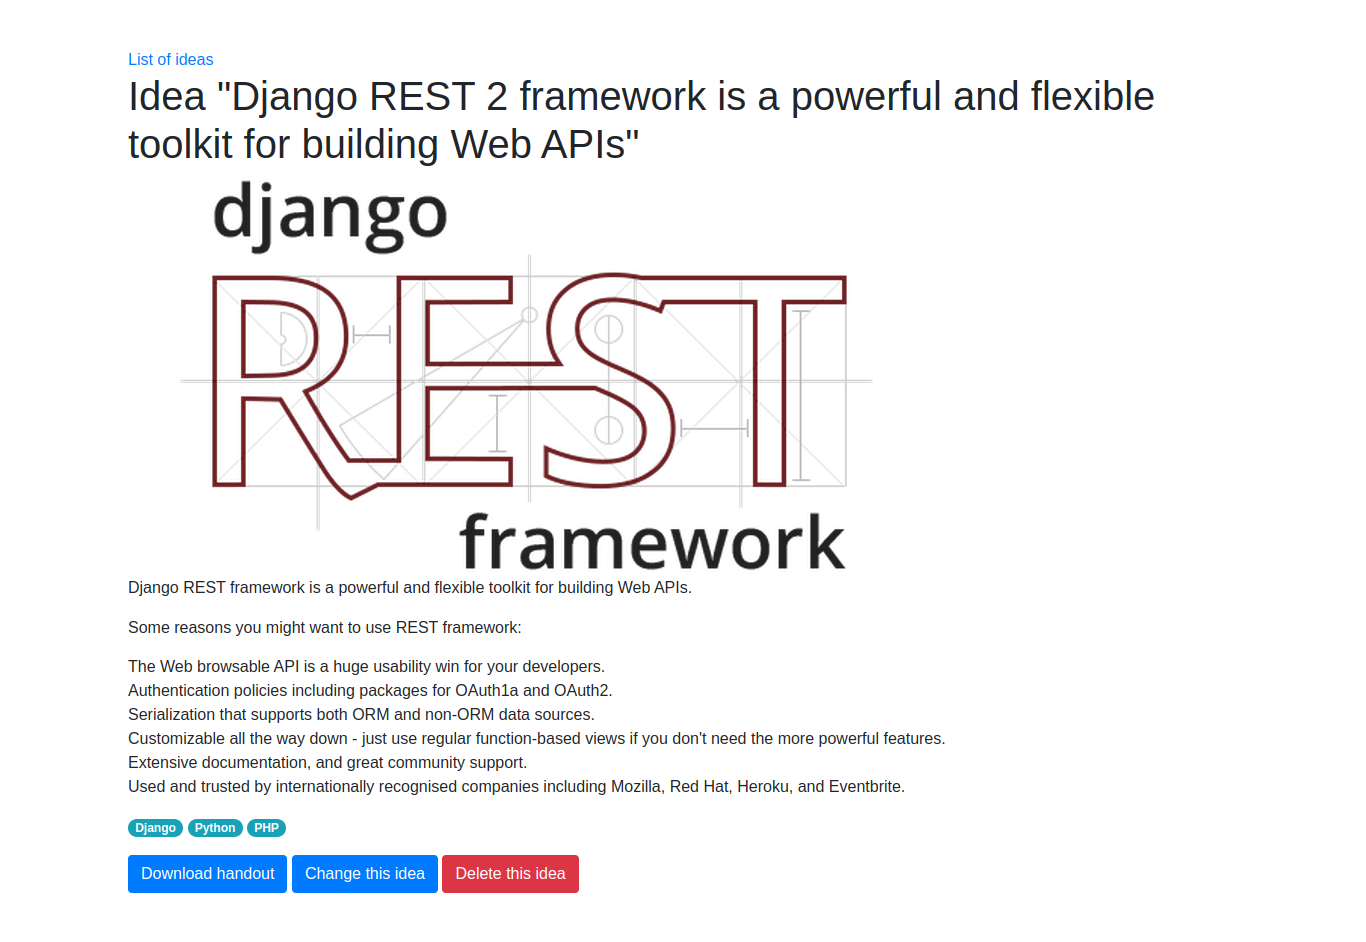 List of ideas
Idea "Django REST 2 framework is a powerful and flexible
toolkit for building Web APIs"
django
REST
framework
Django REST framework is a powerful and flexible toolkit for building Web APIs.
Some reasons you might want to use REST framework:
The Web browsable API is a huge usability win for your developers.
Authentication policies including packages for OAuth1a and OAuth2.
Serialization that supports both ORM and non-ORM data sources.
Customizable all the way down - just use regular function-based views if you don't need the more powerful features.
Extensive documentation, and great community support.
Used and trusted by internationally recognised companies including Mozilla, Red Hat, Heroku, and Eventbrite.
Django Python PHP
Download handout Change this idea Delete this idea